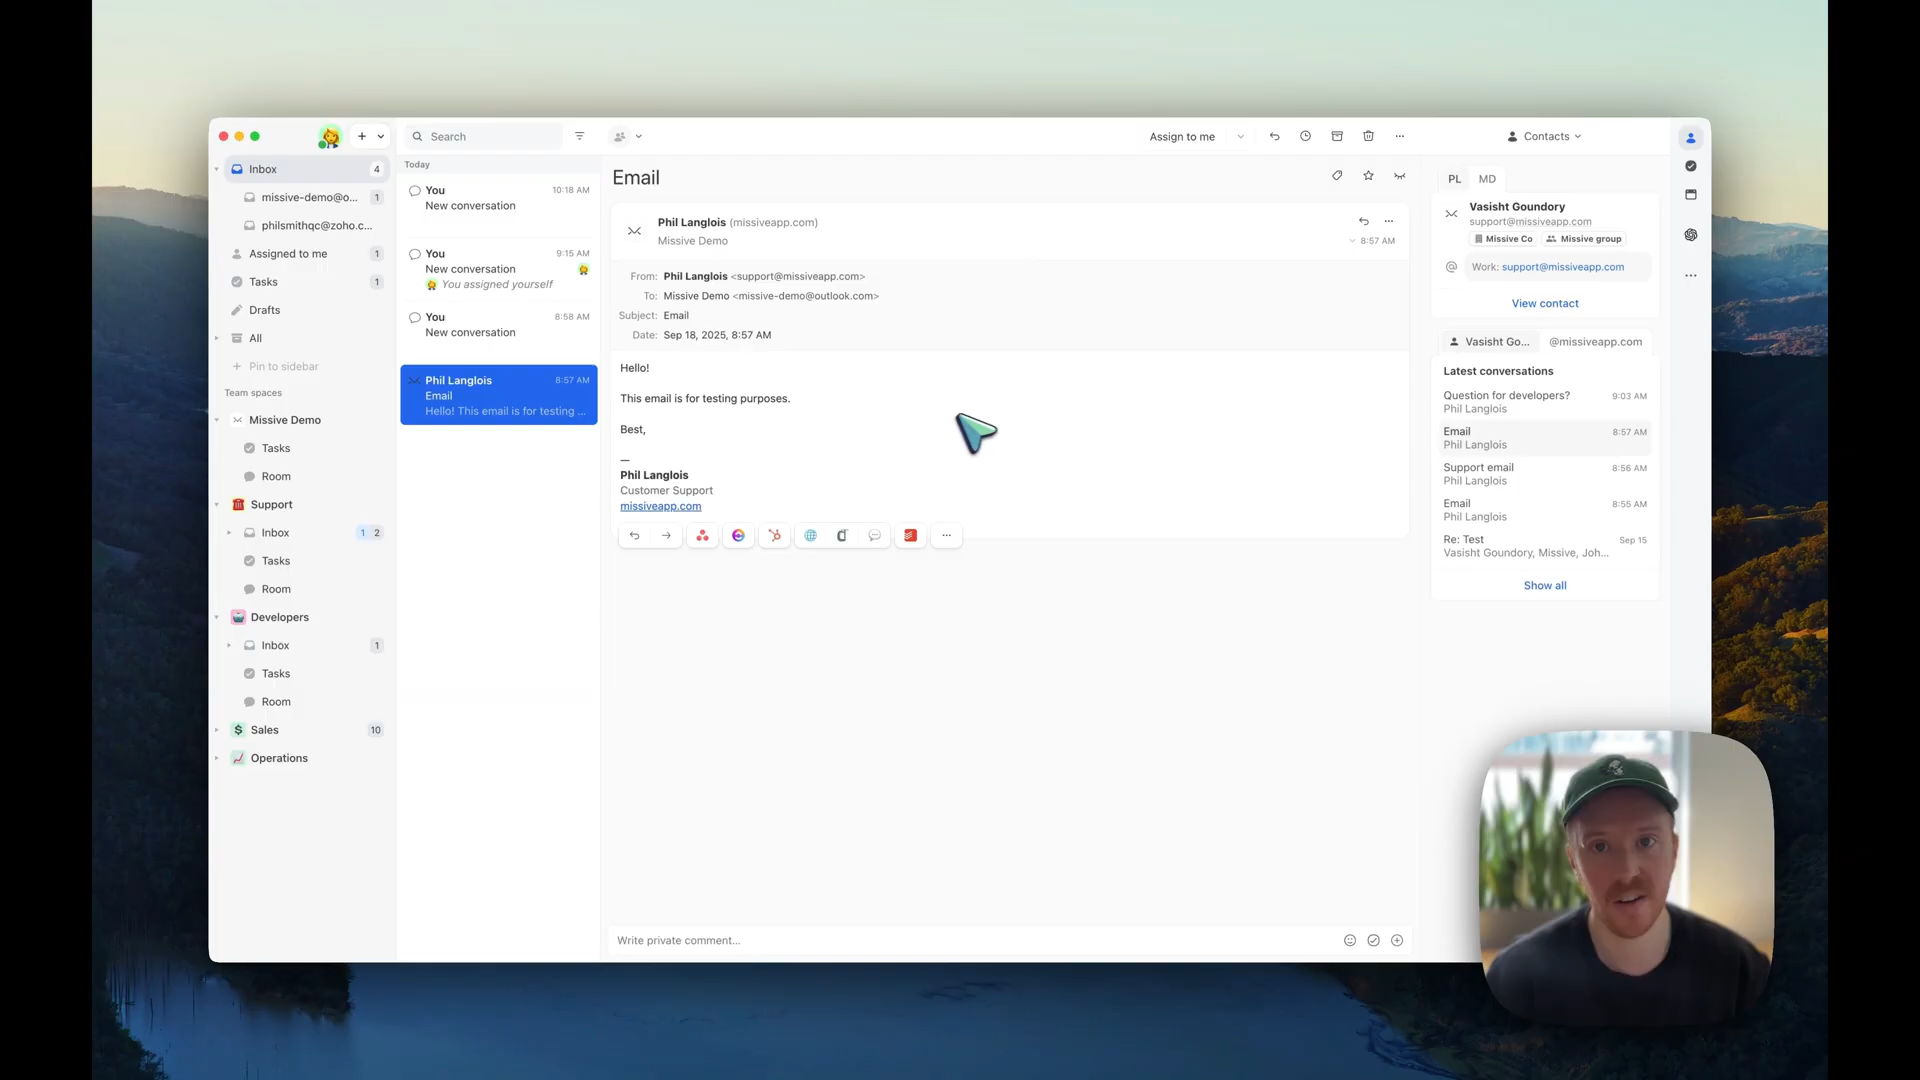 Search
Assign to me
Contacts
Inbox 4
missive-demo@o... 1
philsmithqc@zoho.c...
Assigned to me 1
Tasks 1
Drafts
All
Pin to sidebar
Team spaces
Missive Demo
Tasks
Room
Support
Inbox 1 2
Tasks
Room
Developers
Inbox 1
Tasks
Room
Sales 10
Operations
Today
You 10:18 AM
New conversation
You 9:15 AM
New conversation
You assigned yourself
You 8:58 AM
New conversation
Phil Langlois 8:57 AM
Email
Hello! This email is for testing ...
Email
Phil Langlois (missiveapp.com)
Missive Demo
8:57 AM
From: Phil Langlois <support@missiveapp.com>
To: Missive Demo <missive-demo@outlook.com>
Subject: Email
Date: Sep 18, 2025, 8:57 AM
Hello!
This email is for testing purposes.
Best,
—
Phil Langlois
Customer Support
missiveapp.com
Write private comment...
PL MD
Vasisht Goundory
support@missiveapp.com
Missive Co Missive group
Work: support@missiveapp.com
View contact
Vasisht Go... @missiveapp.com
Latest conversations
Question for developers? 9:03 AM
Phil Langlois
Email 8:57 AM
Phil Langlois
Support email 8:56 AM
Phil Langlois
Email 8:55 AM
Phil Langlois
Re: Test Sep 15
Vasisht Goundory, Missive, Joh...
Show all